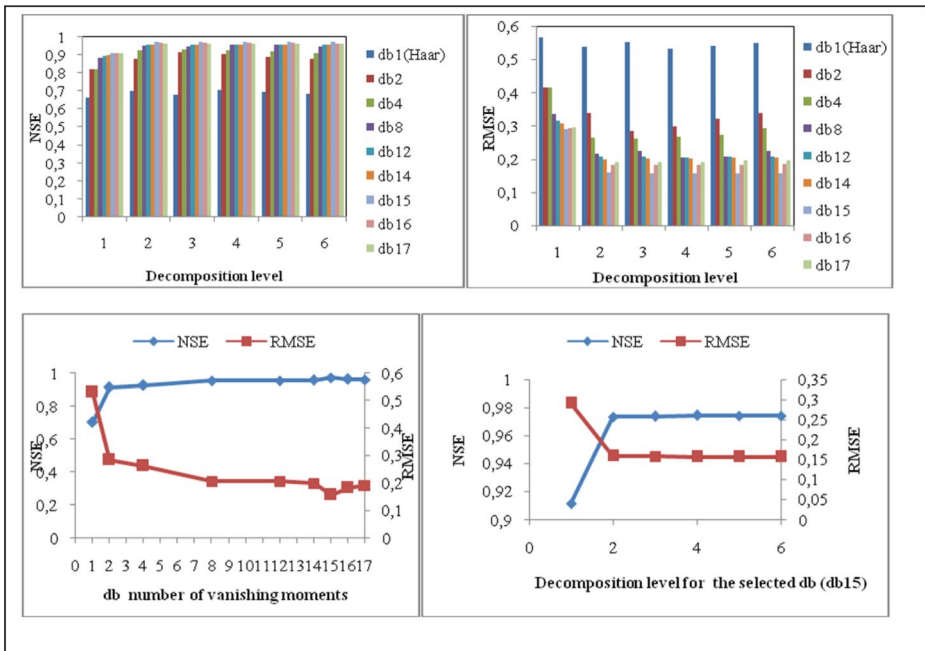 1
0,9
0,8
0,7
0,6
0,5
0,4
0,3
0,2
0,1
0
NSE
1 2 3 4 5 6
Decomposition level
db1(Haar)
db2
db4
db8
db12
db14
db15
db16
db17
0,6
0,5
0,4
0,3
0,2
0,1
0
RMSE
1 2 3 4 5 6
Decomposition level
db1(Haar)
db2
db4
db8
db12
db14
db15
db16
db17
NSE RMSE
1
0,8
0,6
0,4
0,2
0
NSE
0,6
0,5
0,4
0,3
0,2
0,1
0
RMSE
0 1 2 3 4 5 6 7 8 9 1011121314151617
db number of vanishing moments
NSE RMSE
1
0,98
0,96
0,94
0,92
0,9
NSE
0,35
0,3
0,25
0,2
0,15
0,1
0,05
0
RMSE
0 2 4 6
Decomposition level for the selected db (db15)